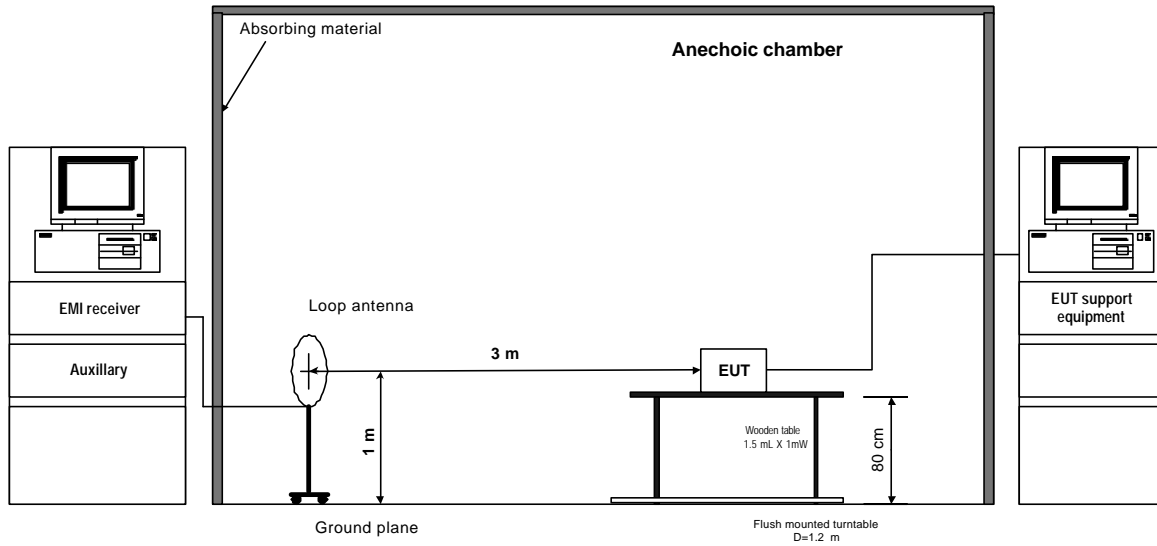 Absorbing material
Anechoic chamber
EMI receiver
Auxillary
Loop antenna
3 m
EUT
1 m
Wooden table
1.5 mL X 1mW
80 cm
EUT support
equipment
Ground plane
Flush mounted turntable
D=1.2 m